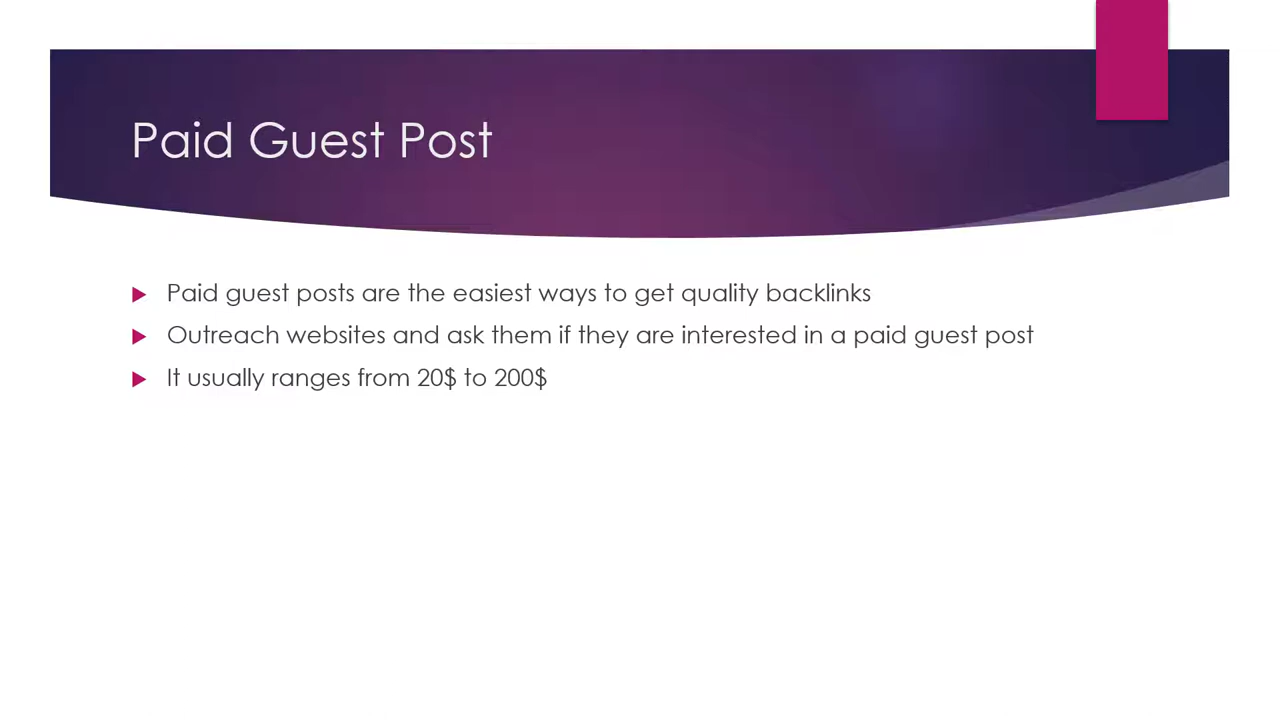 Paid Guest Post
Paid guest posts are the easiest ways to get quality backlinks
Outreach websites and ask them if they are interested in a paid guest post
It usually ranges from 20$ to 200$